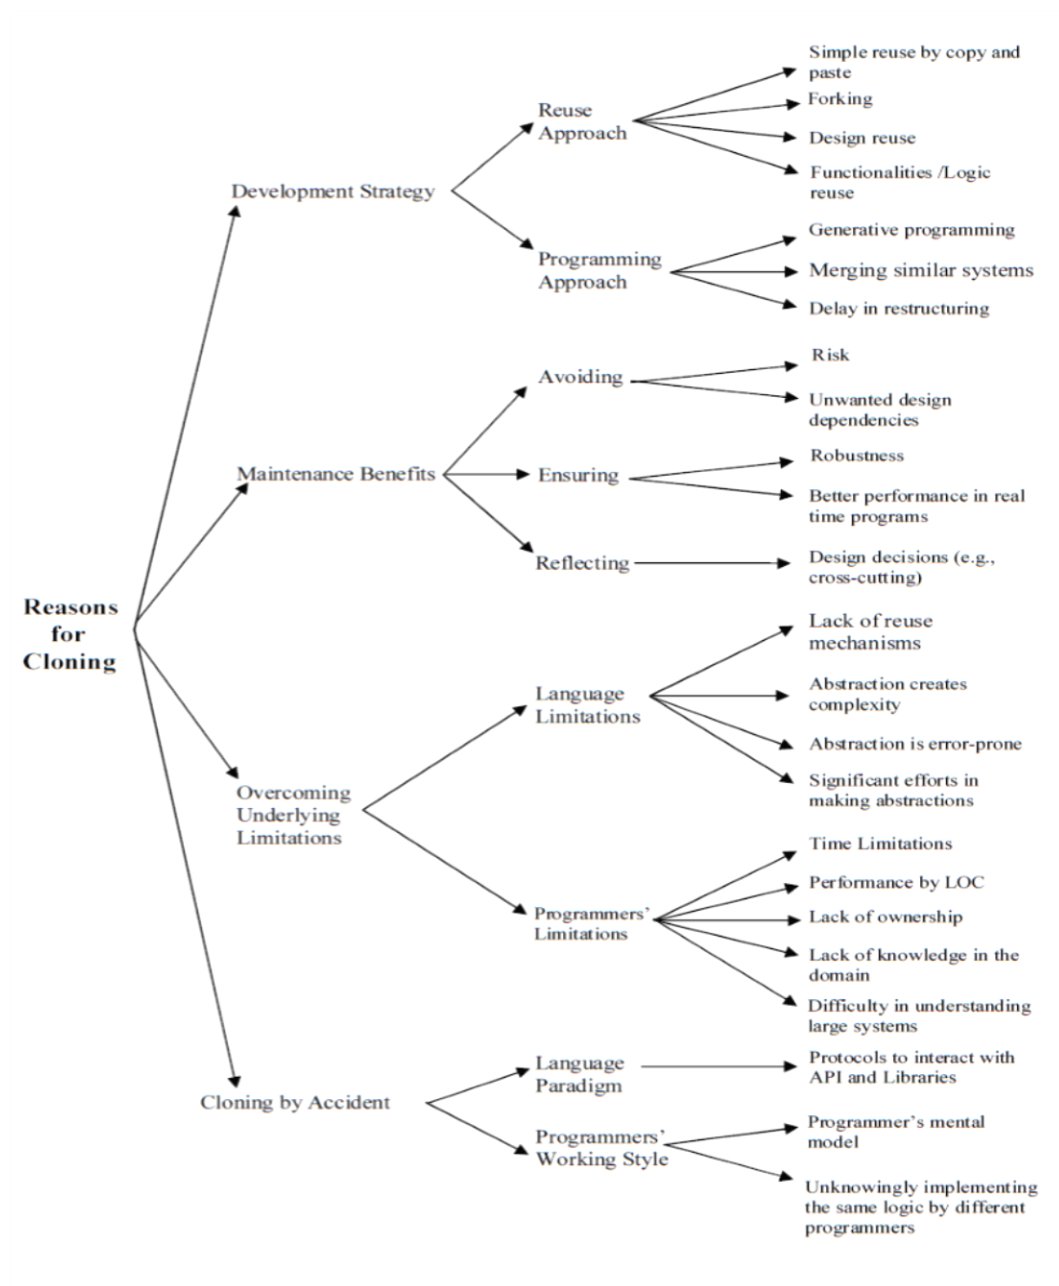 Reasons
for
Cloning
Development Strategy
Reuse
Approach
Simple reuse by copy and
paste
Forking
Design reuse
Functionalities /Logic
reuse
Programming
Approach
Generative programming
Merging similar systems
Delay in restructuring
Maintenance Benefits
Avoiding
Risk
Unwanted design
dependencies
Ensuring
Robustness
Better performance in real
time programs
Reflecting
Design decisions (e.g.,
cross-cutting)
Overcoming
Underlying
Limitations
Language
Limitations
Lack of reuse
mechanisms
Abstraction creates
complexity
Abstraction is error-prone
Significant efforts in
making abstractions
Programmers’
Limitations
Time Limitations
Performance by LOC
Lack of ownership
Lack of knowledge in the
domain
Difficulty in understanding
large systems
Cloning by Accident
Language
Paradigm
Protocols to interact with
API and Libraries
Programmers’
Working Style
Programmer’s mental
model
Unknowingly implementing
the same logic by different
programmers